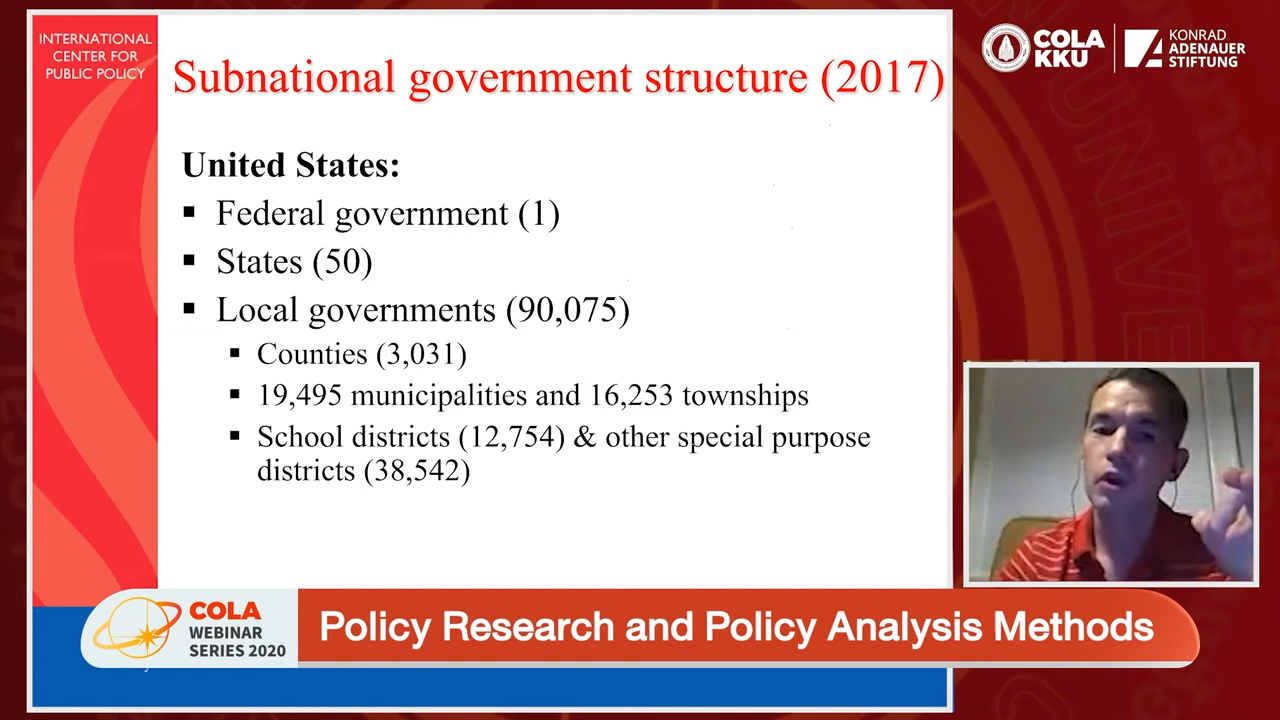 INTERNATIONAL
CENTER FOR
PUBLIC POLICY
Subnational government structure (2017)
United States:
▪ Federal government (1)
▪ States (50)
▪ Local governments (90,075)
▪ Counties (3,031)
▪ 19,495 municipalities and 16,253 townships
▪ School districts (12,754) & other special purpose
districts (38,542)
COLA
KKU
KONRAD
ADENAUER
STIFTUNG
UNIVE
COLA
WEBINAR
SERIES 2020
Policy Research and Policy Analysis Methods